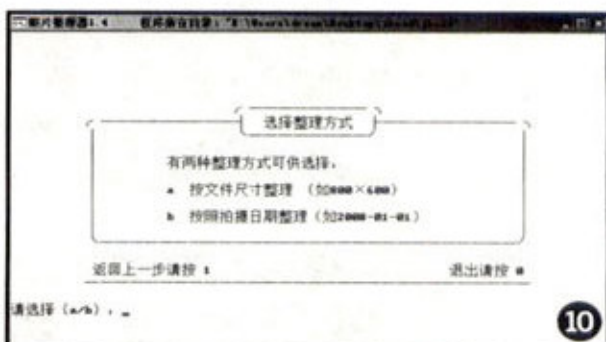 照片整理器1.4 程序所在目录:
选择整理方式
有两种整理方式可供选择,
a 按文件尺寸整理 (如800×600)
b 按照拍摄日期整理(如2000-01-01)
返回上一步请按 1 退出请按 0
请选择(a/b),_
10